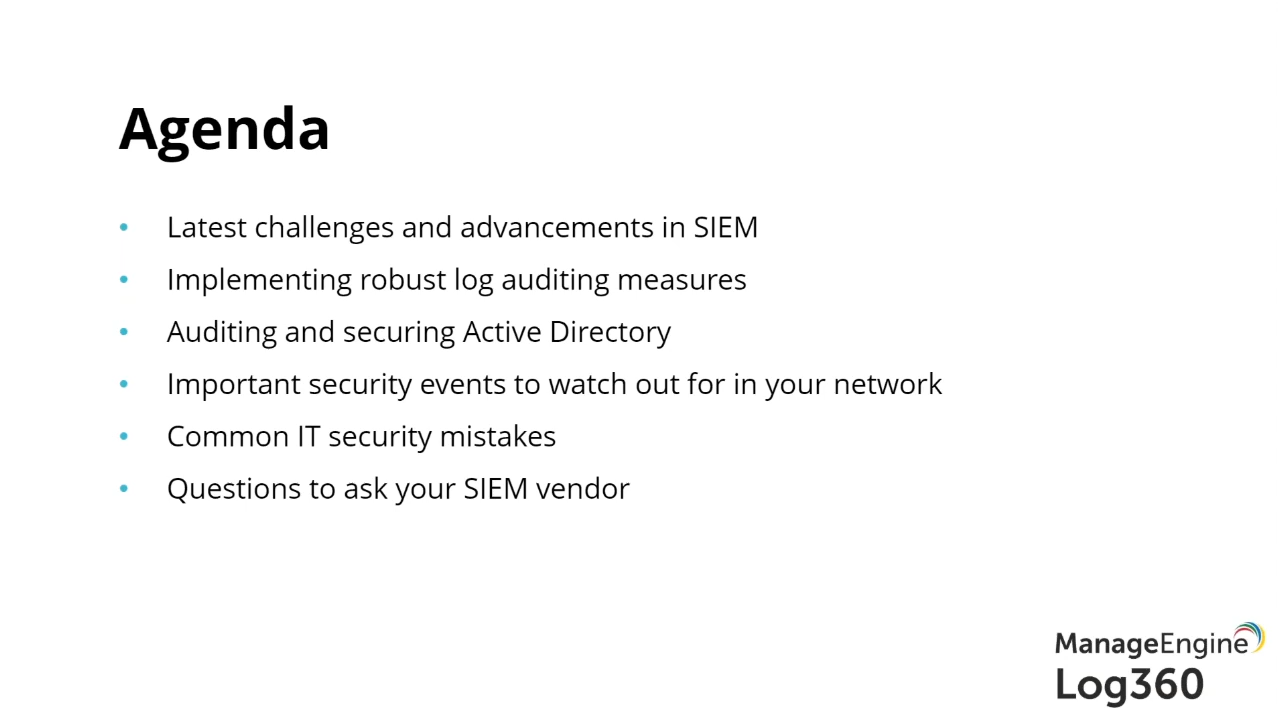 Agenda
• Latest challenges and advancements in SIEM
• Implementing robust log auditing measures
• Auditing and securing Active Directory
• Important security events to watch out for in your network
• Common IT security mistakes
• Questions to ask your SIEM vendor
ManageEngine
Log360